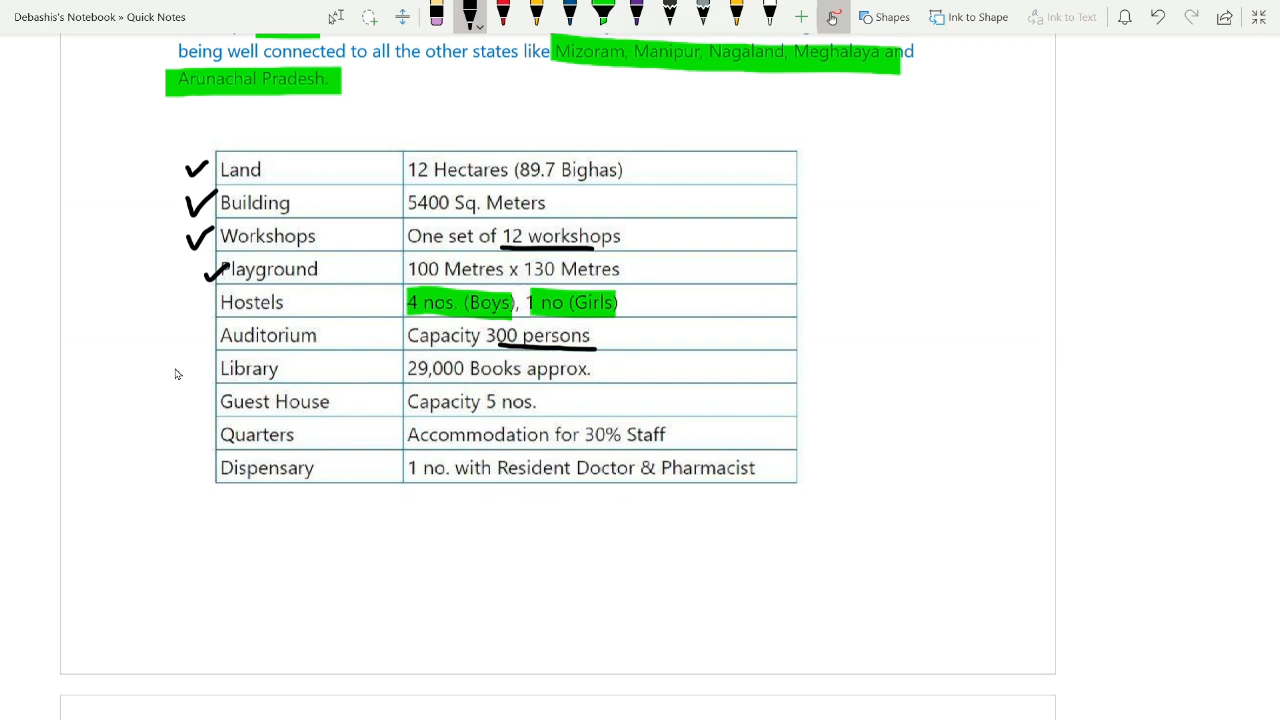 Debashis's Notebook » Quick Notes
Shapes
Ink to Shape
Ink to Text
being well connected to all the other states like Mizoram, Manipur, Nagaland, Meghalaya and
Arunachal Pradesh.
Land 12 Hectares (89.7 Bighas)
Building 5400 Sq. Meters
Workshops One set of 12 workshops
Playground 100 Metres x 130 Metres
Hostels 4 nos. (Boys), 1 no (Girls)
Auditorium Capacity 300 persons
Library 29,000 Books approx.
Guest House Capacity 5 nos.
Quarters Accommodation for 30% Staff
Dispensary 1 no. with Resident Doctor & Pharmacist